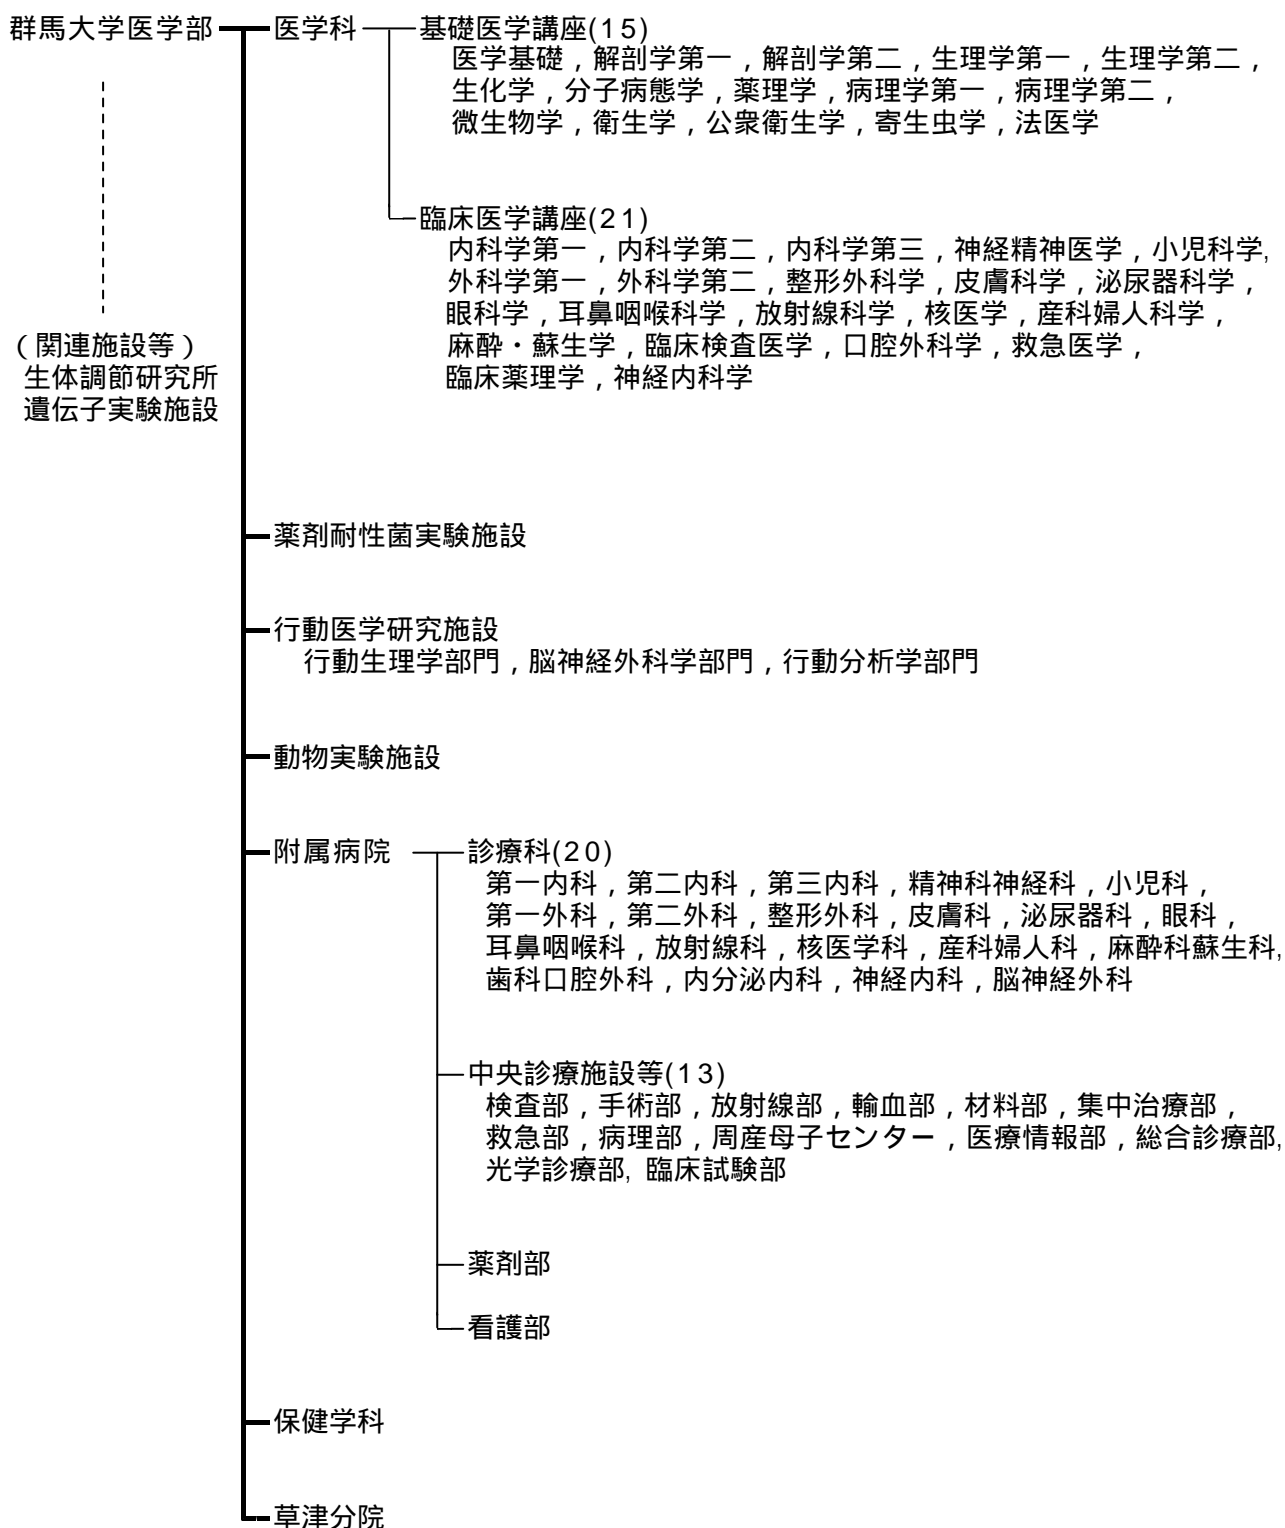 群馬大学医学部
医学科
基礎医学講座(15)
医学基礎，解剖学第一，解剖学第二，生理学第一，生理学第二，
生化学，分子病態学，薬理学，病理学第一，病理学第二，
微生物学，衛生学，公衆衛生学，寄生虫学，法医学
臨床医学講座(21)
内科学第一，内科学第二，内科学第三，神経精神医学，小児科学,
外科学第一，外科学第二，整形外科学，皮膚科学，泌尿器科学，
眼科学，耳鼻咽喉科学，放射線科学，核医学，産科婦人科学，
麻酔・蘇生学，臨床検査医学，口腔外科学，救急医学，
臨床薬理学，神経内科学
（関連施設等）
生体調節研究所
遺伝子実験施設
薬剤耐性菌実験施設
行動医学研究施設
行動生理学部門，脳神経外科学部門，行動分析学部門
動物実験施設
附属病院
診療科(20)
第一内科，第二内科，第三内科，精神科神経科，小児科，
第一外科，第二外科，整形外科，皮膚科，泌尿器科，眼科，
耳鼻咽喉科，放射線科，核医学科，産科婦人科，麻酔科蘇生科,
歯科口腔外科，内分泌内科，神経内科，脳神経外科
中央診療施設等(13)
検査部，手術部，放射線部，輸血部，材料部，集中治療部，
救急部，病理部，周産母子センター，医療情報部，総合診療部,
光学診療部, 臨床試験部
薬剤部
看護部
保健学科
草津分院